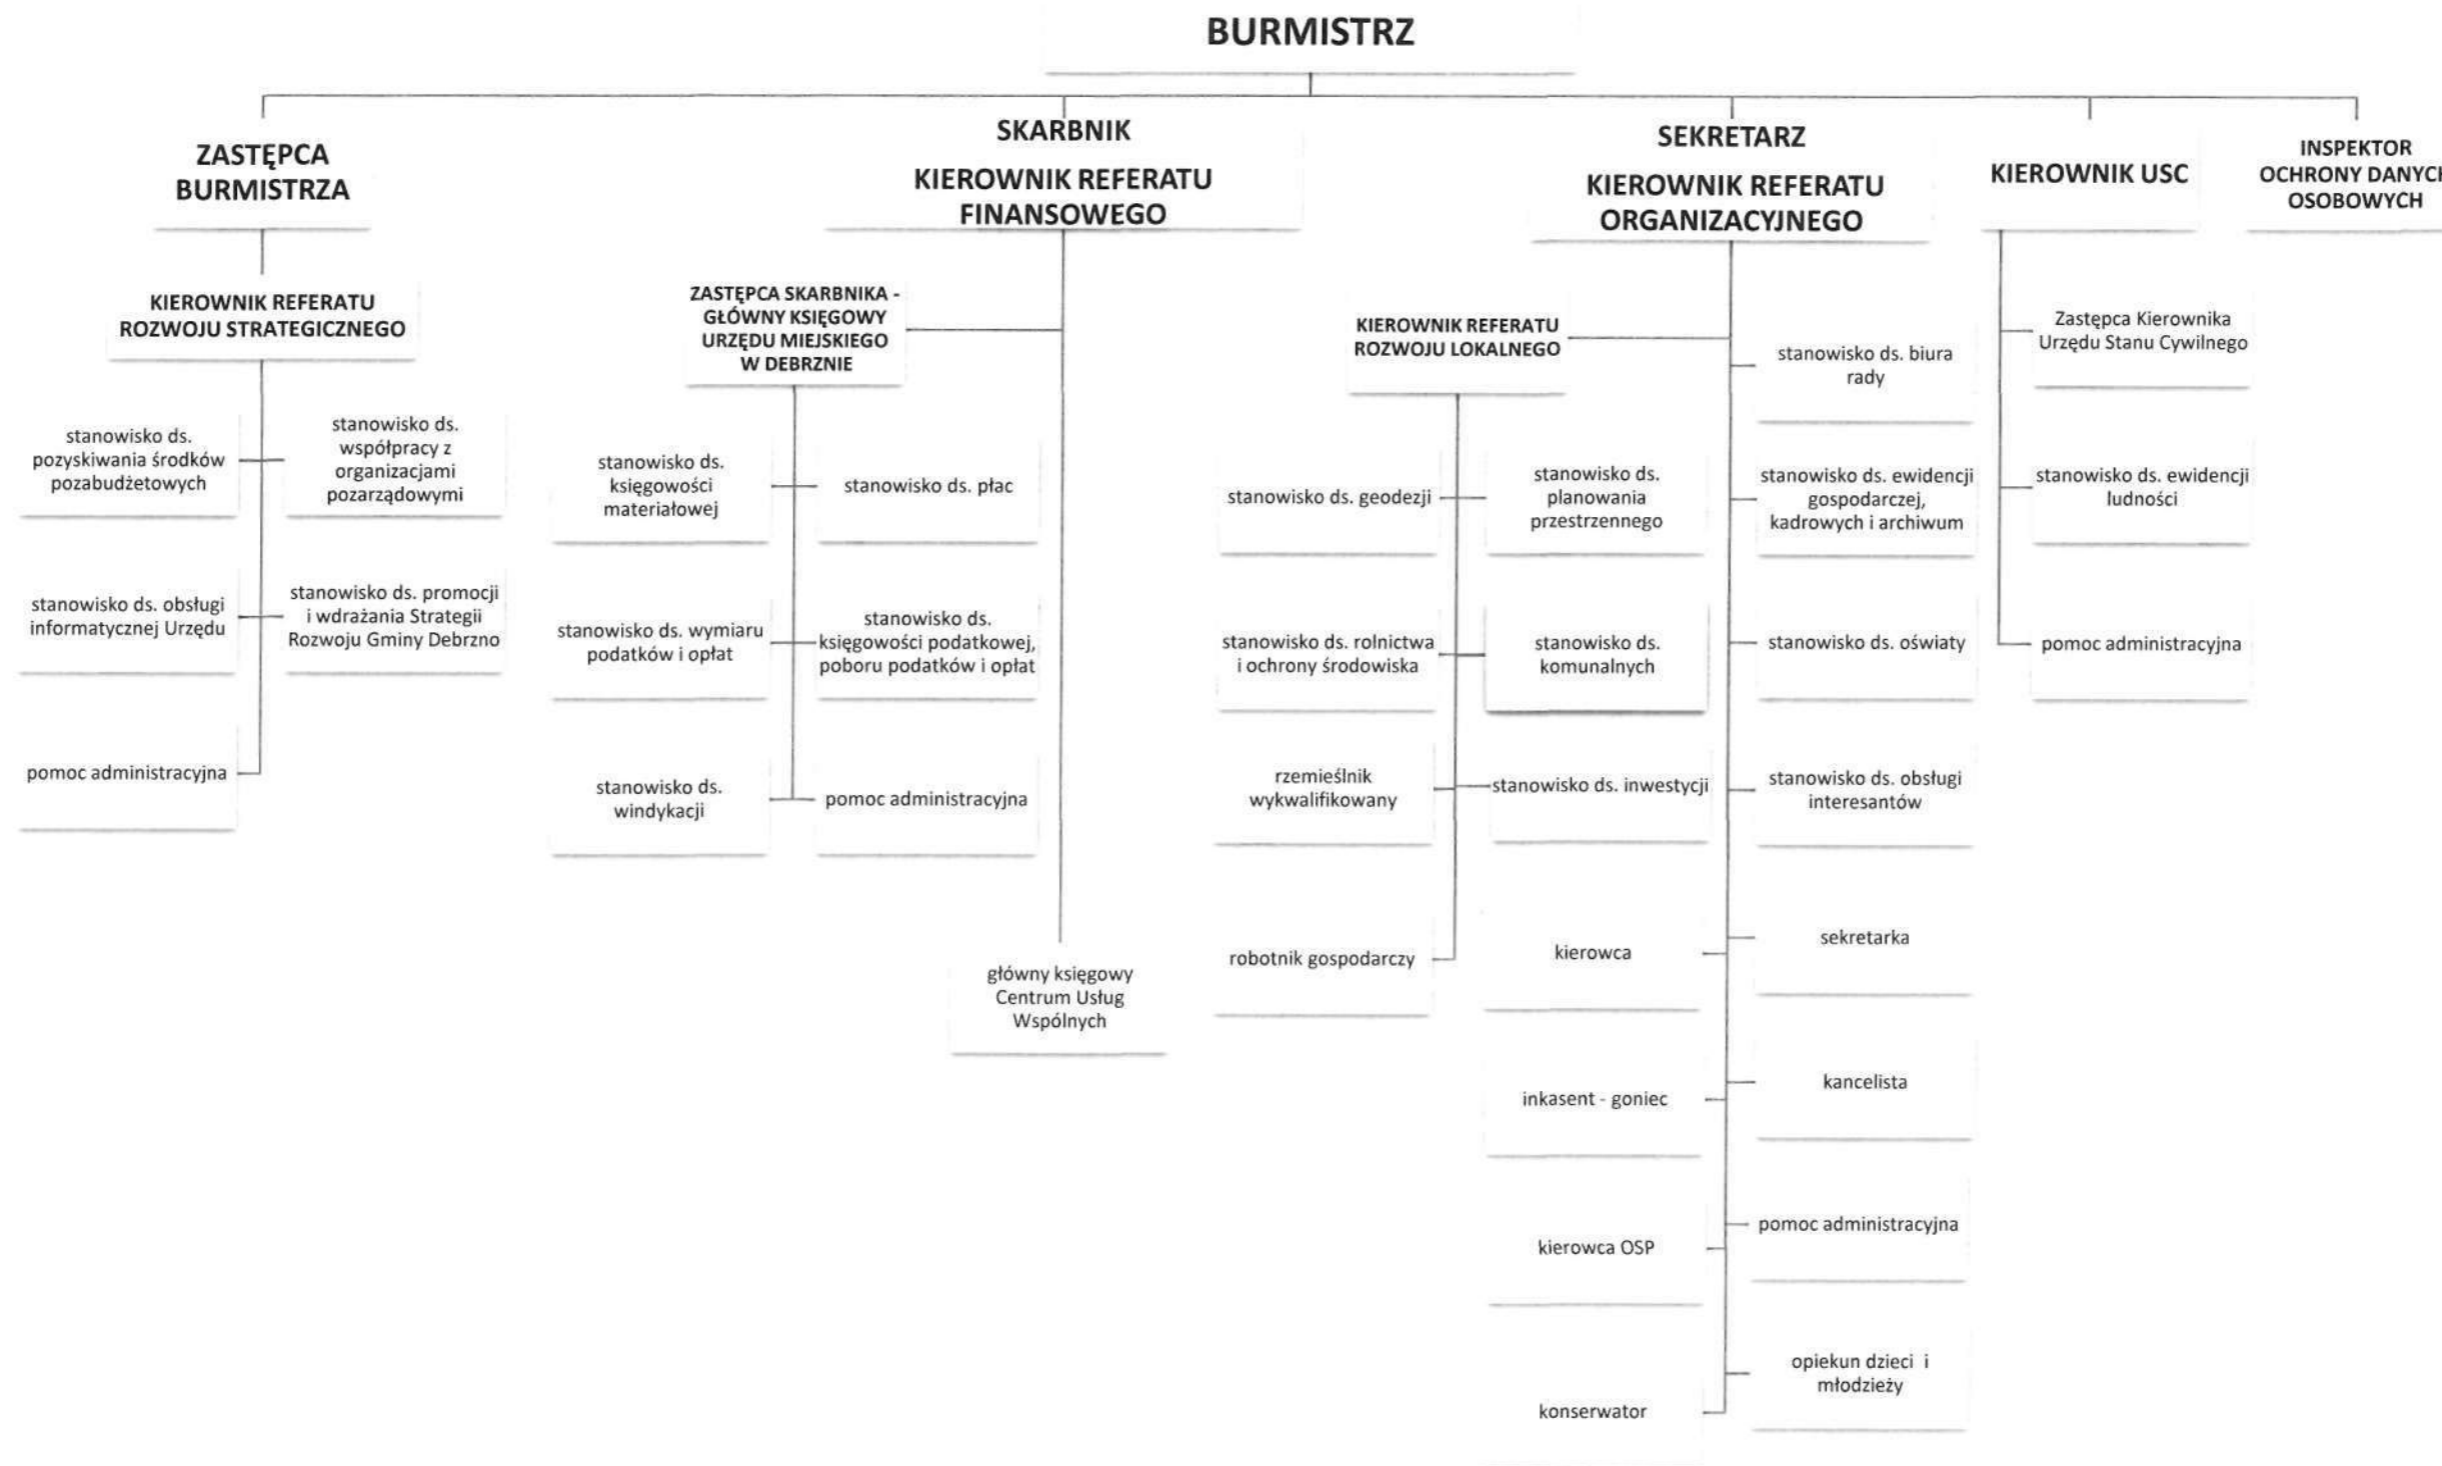 BURMISTRZ
ZASTĘPCA
BURMISTRZA
SKARBNIK
KIEROWNIK REFERATU
FINANSOWEGO
SEKRETARZ
KIEROWNIK REFERATU
ORGANIZACYJNEGO
KIEROWNIK USC
INSPEKTOR
OCHRONY DANYCH
OSOBOWYCH
KIEROWNIK REFERATU
ROZWOJU STRATEGICZNEGO
stanowisko ds.
pozyskiwania środków
pozabudżetowych
stanowisko ds.
współpracy z
organizacjami
pozarządowymi
stanowisko ds. obsługi
informatycznej Urzędu
stanowisko ds. promocji
i wdrażania Strategii
Rozwoju Gminy Debrzno
pomoc administracyjna
ZASTĘPCA SKARBNIKA -
GŁÓWNY KSIĘGOWY
URZĘDU MIEJSKIEGO
W DEBRZNIE
stanowisko ds.
księgowości
materiałowej
stanowisko ds. płac
stanowisko ds. wymiaru
podatków i opłat
stanowisko ds.
księgowości podatkowej,
poboru podatków i opłat
stanowisko ds.
windykacji
pomoc administracyjna
główny księgowy
Centrum Usług
Wspólnych
KIEROWNIK REFERATU
ROZWOJU LOKALNEGO
stanowisko ds. geodezji
stanowisko ds.
planowania
przestrzennego
stanowisko ds. rolnictwa
i ochrony środowiska
stanowisko ds.
komunalnych
rzemieślnik
wykwalifikowany
stanowisko ds. inwestycji
robotnik gospodarczy
stanowisko ds. biura
rady
stanowisko ds. ewidencji
gospodarczej,
kadrowych i archiwum
stanowisko ds. oświaty
stanowisko ds. obsługi
interesantów
kierowca
sekretarka
inkasent - goniec
kancelista
kierowca OSP
pomoc administracyjna
konserwator
opiekun dzieci i
młodzieży
Zastępca Kierownika
Urzędu Stanu Cywilnego
stanowisko ds. ewidencji
ludności
pomoc administracyjna